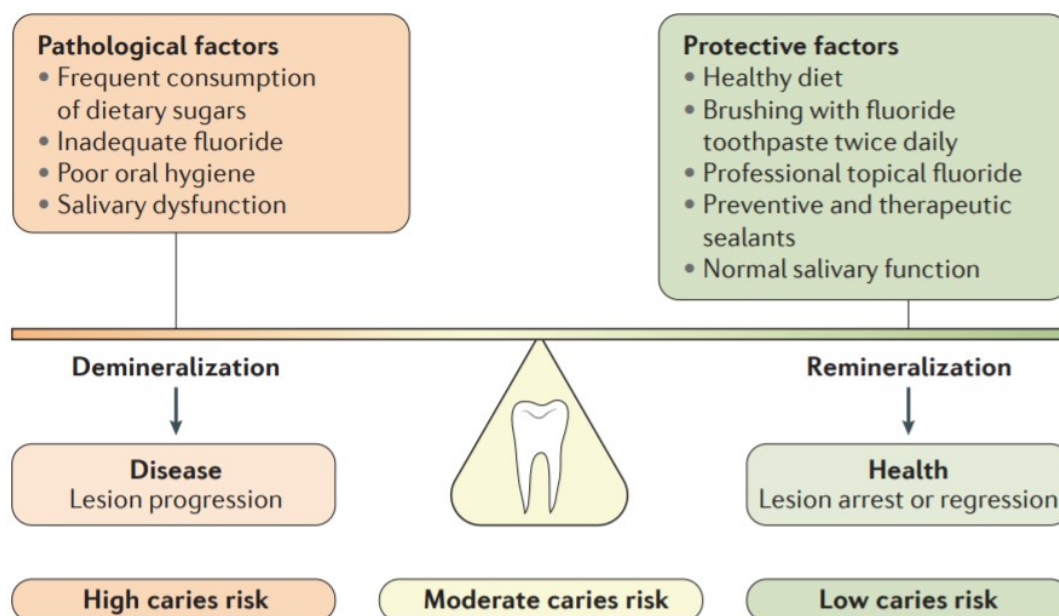 Pathological factors
• Frequent consumption
of dietary sugars
• Inadequate fluoride
• Poor oral hygiene
• Salivary dysfunction
Protective factors
• Healthy diet
• Brushing with fluoride
toothpaste twice daily
• Professional topical fluoride
• Preventive and therapeutic
sealants
• Normal salivary function
Demineralization
Remineralization
Disease
Lesion progression
Health
Lesion arrest or regression
High caries risk
Moderate caries risk
Low caries risk